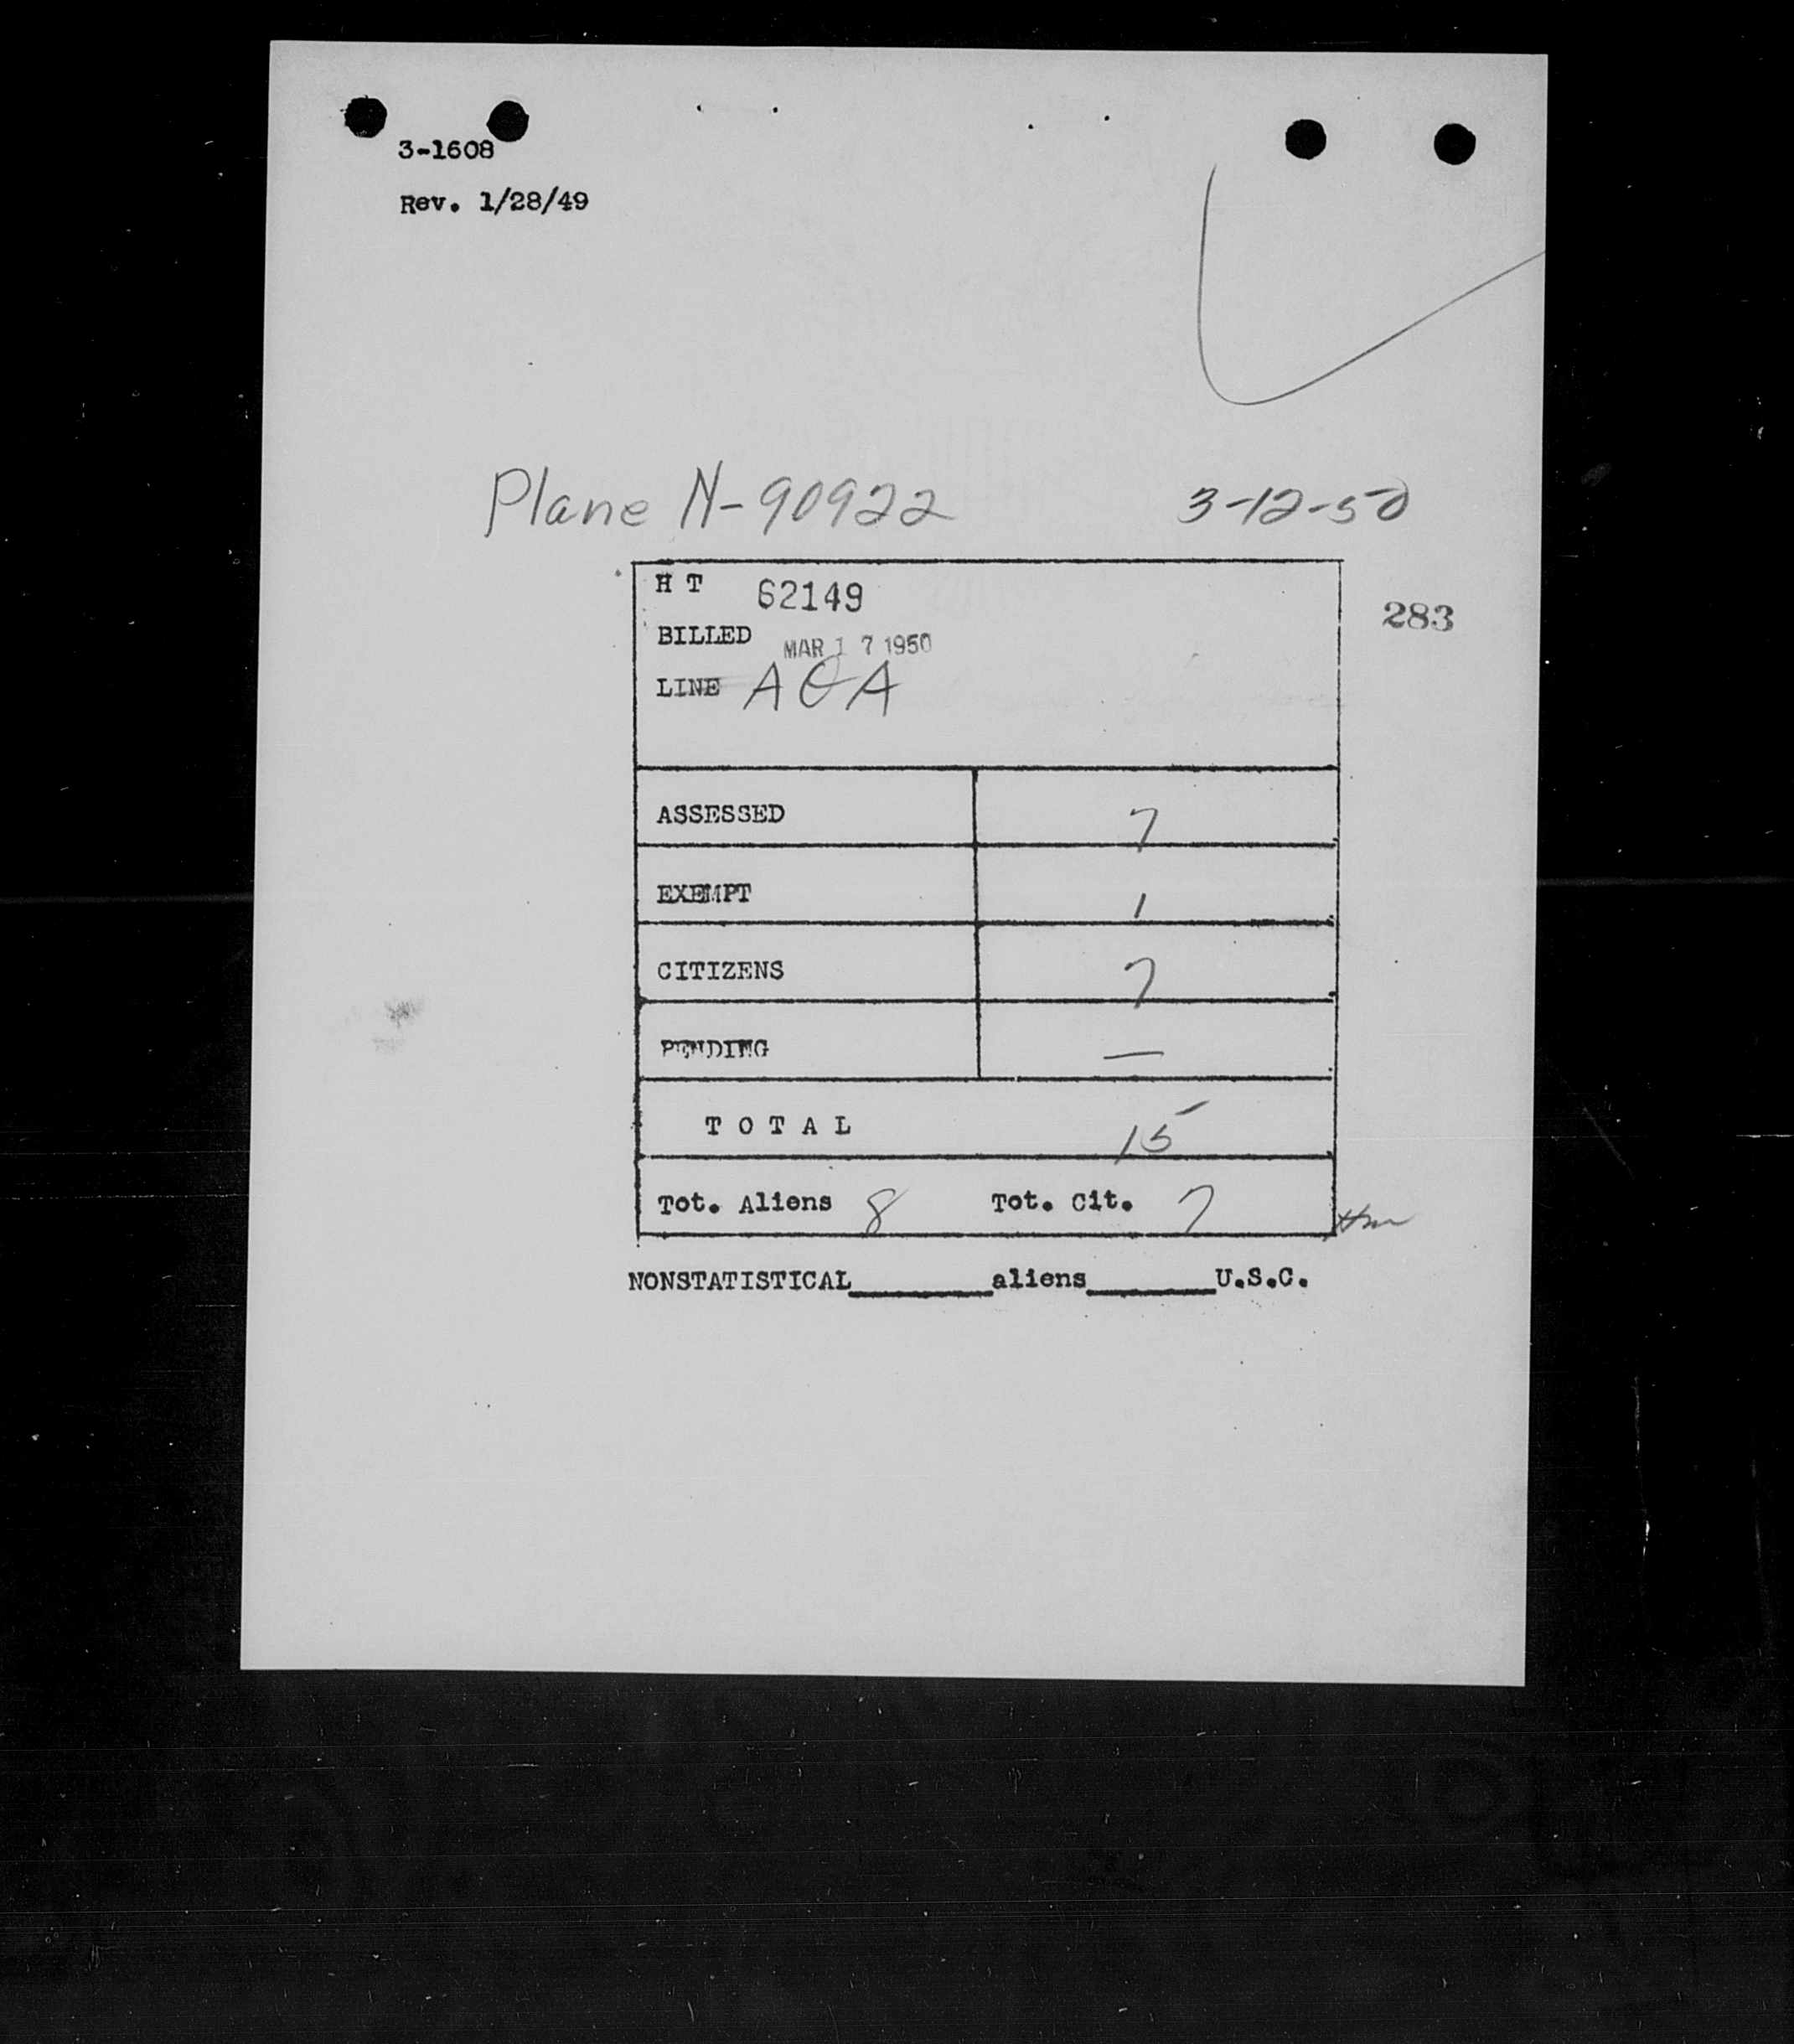 3-1608
Rev. 1/28/49
Plane N-90922 3-12-50
H T 62149
283
BILLED MAR 17 1950
LINE AOA
ASSESSED 7
EXEMPT 1
CITIZENS 7
PENDING —
T O T A L 15
Tot. Aliens 8 Tot. Cit. 7
NONSTATISTICAL________aliens_______U.S.C.